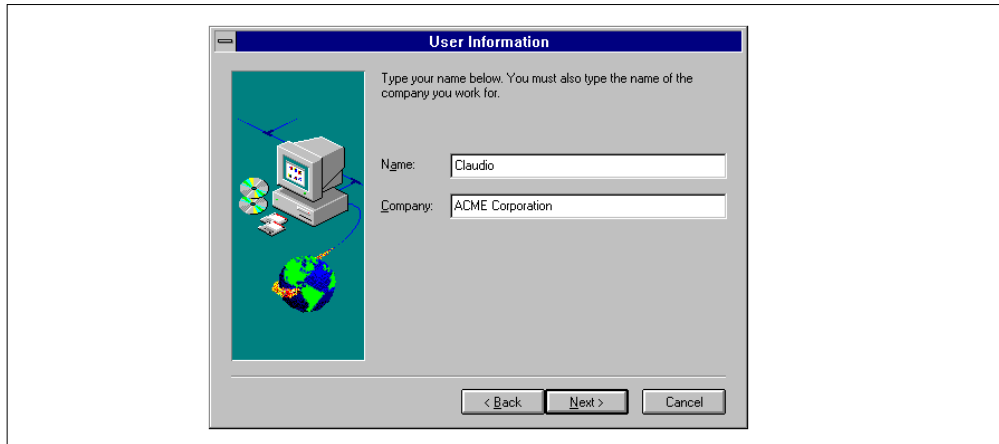 User Information
Type your name below. You must also type the name of the
company you work for.
Name: Claudio
Company: ACME Corporation
< Back Next > Cancel